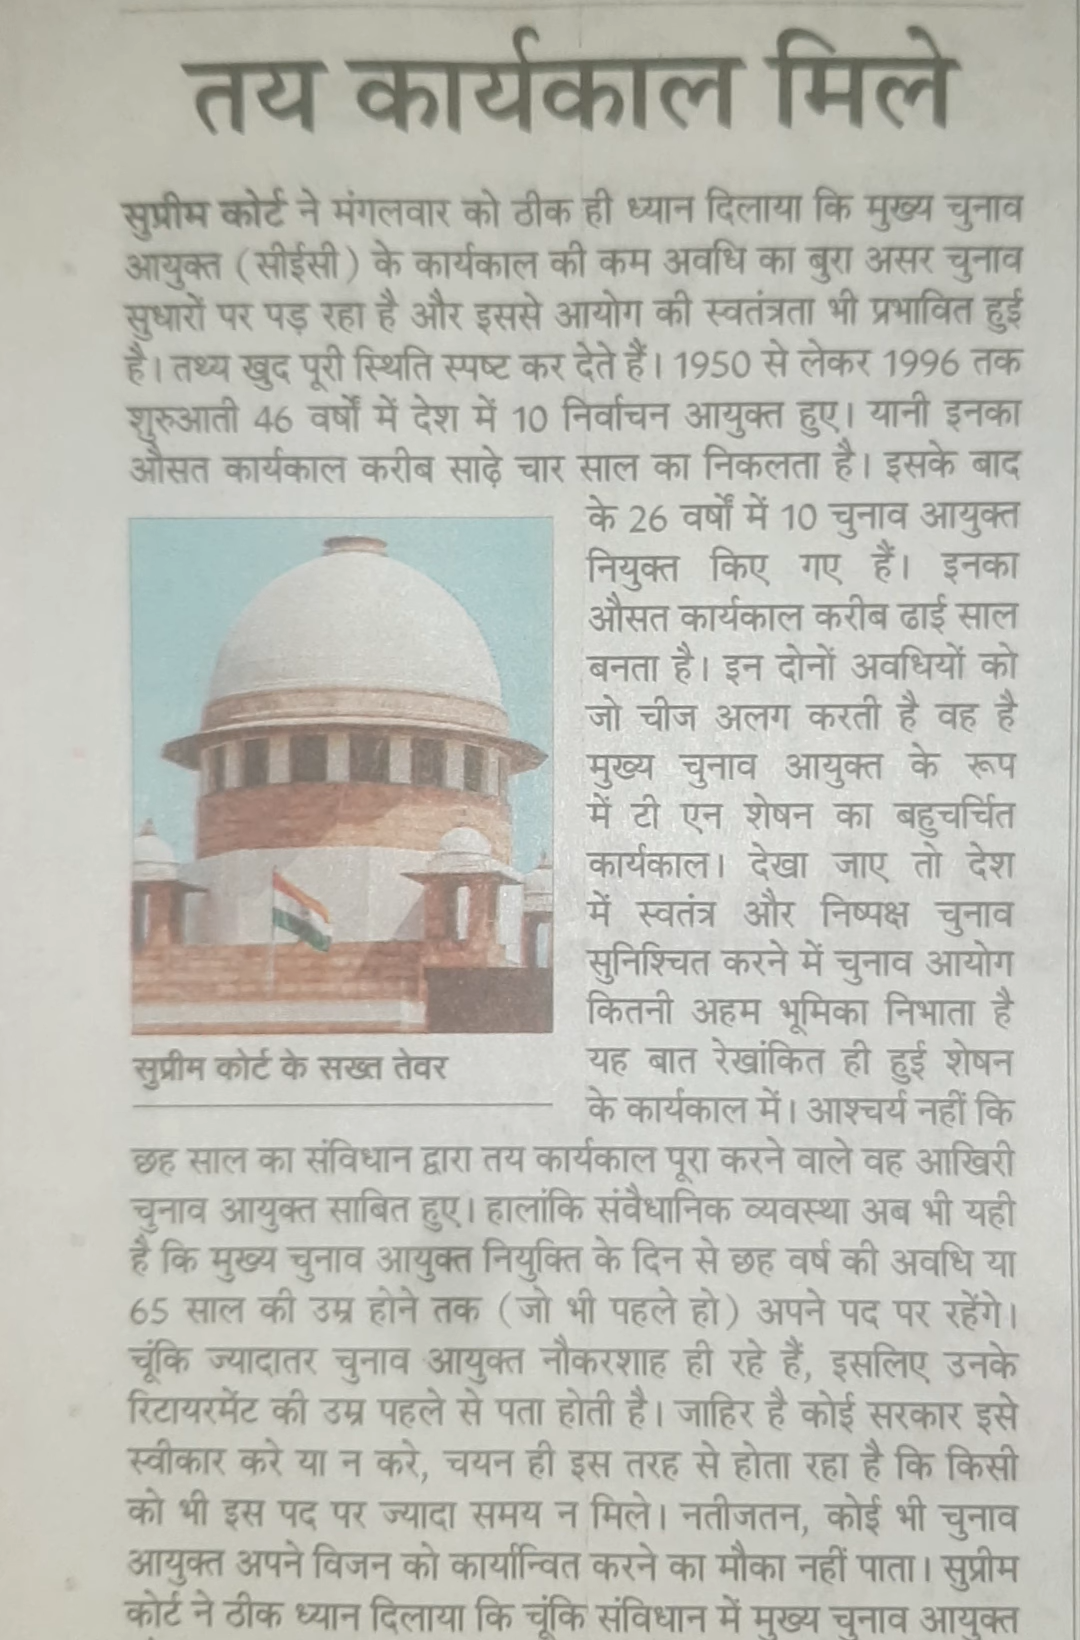 तय कार्यकाल मिले
सुप्रीम कोर्ट ने मंगलवार को ठीक ही ध्यान दिलाया कि मुख्य चुनाव
आयुक्त (सीईसी) के कार्यकाल की कम अवधि का बुरा असर चुनाव
सुधारों पर पड़ रहा है और इससे आयोग की स्वतंत्रता भी प्रभावित हुई
है। तथ्य खुद पूरी स्थिति स्पष्ट कर देते हैं। 1950 से लेकर 1996 तक
शुरुआती 46 वर्षों में देश में 10 निर्वाचन आयुक्त हुए। यानी इनका
औसत कार्यकाल करीब साढ़े चार साल का निकलता है। इसके बाद
के 26 वर्षों में 10 चुनाव आयुक्त
नियुक्त किए गए हैं। इनका
औसत कार्यकाल करीब ढाई साल
बनता है। इन दोनों अवधियों को
जो चीज अलग करती है वह है
मुख्य चुनाव आयुक्त के रूप
में टी एन शेषन का बहुचर्चित
कार्यकाल। देखा जाए तो देश
में स्वतंत्र और निष्पक्ष चुनाव
सुनिश्चित करने में चुनाव आयोग
कितनी अहम भूमिका निभाता है
यह बात रेखांकित ही हुई शेषन
के कार्यकाल में। आश्चर्य नहीं कि
सुप्रीम कोर्ट के सख्त तेवर
छह साल का संविधान द्वारा तय कार्यकाल पूरा करने वाले वह आखिरी
चुनाव आयुक्त साबित हुए। हालांकि संवैधानिक व्यवस्था अब भी यही
है कि मुख्य चुनाव आयुक्त नियुक्ति के दिन से छह वर्ष की अवधि या
65 साल की उम्र होने तक (जो भी पहले हो) अपने पद पर रहेंगे।
चूंकि ज्यादातर चुनाव आयुक्त नौकरशाह ही रहे हैं, इसलिए उनके
रिटायरमेंट की उम्र पहले से पता होती है। जाहिर है कोई सरकार इसे
स्वीकार करे या न करे, चयन ही इस तरह से होता रहा है कि किसी
को भी इस पद पर ज्यादा समय न मिले। नतीजतन, कोई भी चुनाव
आयुक्त अपने विजन को कार्यान्वित करने का मौका नहीं पाता। सुप्रीम
कोर्ट ने ठीक ध्यान दिलाया कि चूंकि संविधान में मुख्य चुनाव आयुक्त